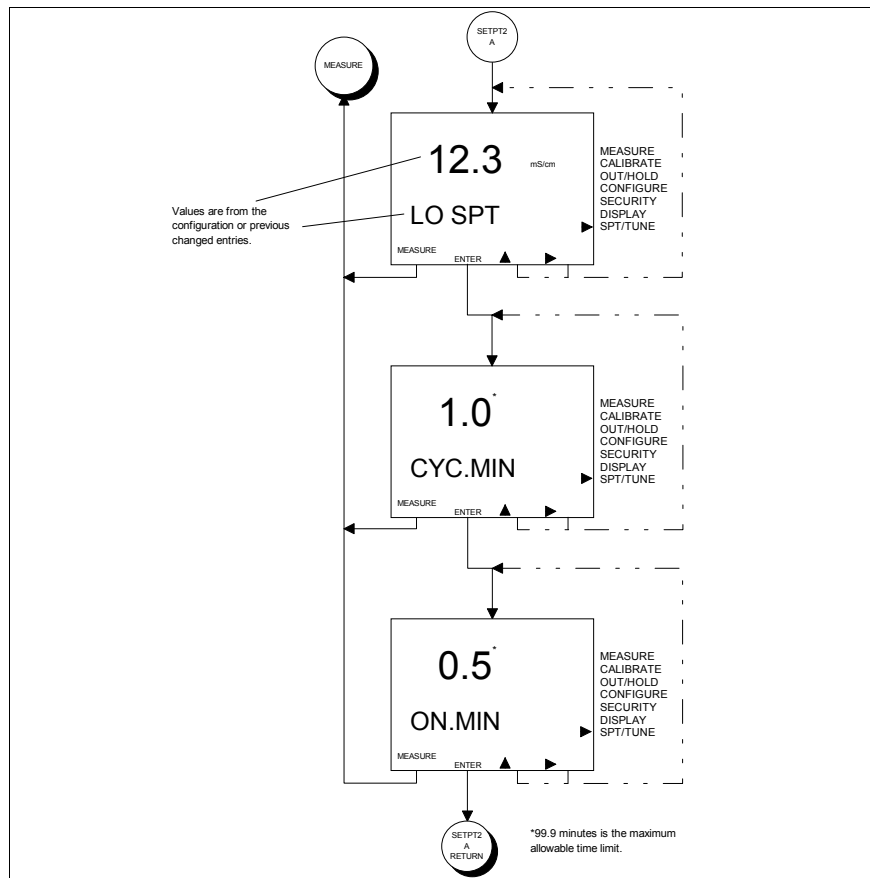 SETPT2
A
MEASURE
12.3 mS/cm
LO SPT
MEASURE
ENTER
MEASURE
CALIBRATE
OUT/HOLD
CONFIGURE
SECURITY
DISPLAY
SPT/TUNE
Values are from the
configuration or previous
changed entries.
1.0*
CYC.MIN
MEASURE
ENTER
MEASURE
CALIBRATE
OUT/HOLD
CONFIGURE
SECURITY
DISPLAY
SPT/TUNE
0.5*
ON.MIN
MEASURE
ENTER
MEASURE
CALIBRATE
OUT/HOLD
CONFIGURE
SECURITY
DISPLAY
SPT/TUNE
SETPT2
A
RETURN
*99.9 minutes is the maximum
allowable time limit.